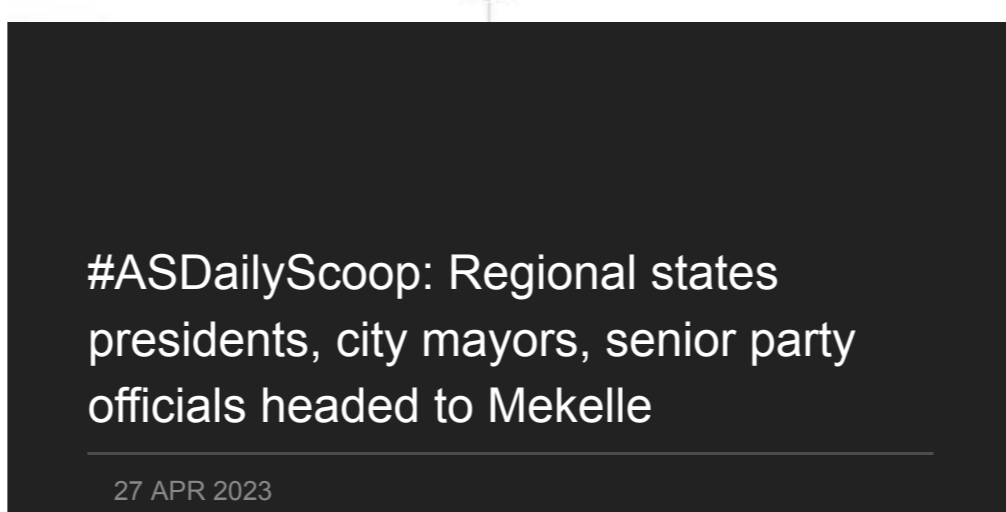 #ASDailyScoop: Regional states
presidents, city mayors, senior party
officials headed to Mekelle
27 APR 2023